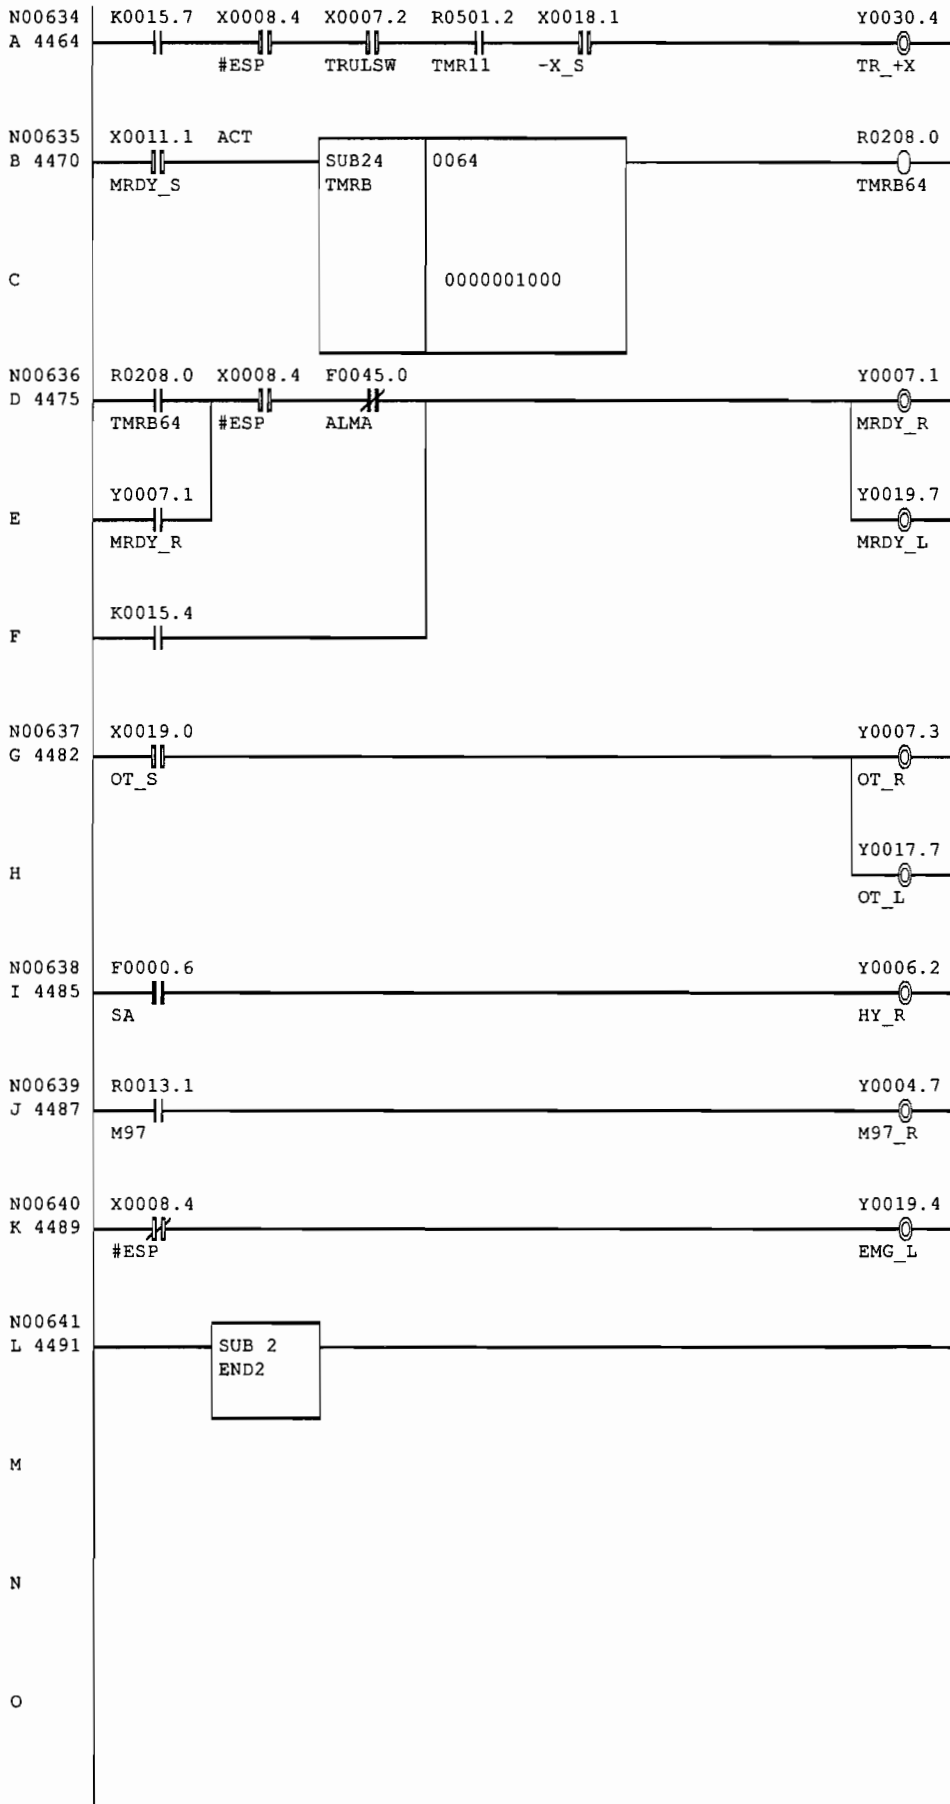 N00634 K0015.7 X0008.4 X0007.2 R0501.2 X0018.1 Y0030.4
A 4464
#ESP TRULSW TMR11 -X_S TR_+X
N00635 X0011.1 ACT R0208.0
B 4470 SUB24 0064
MRDY_S TMRB TMRB64
C 0000001000
N00636 R0208.0 X0008.4 F0045.0 Y0007.1
D 4475
TMRB64 #ESP ALMA MRDY_R
Y0007.1 Y0019.7
E
MRDY_R MRDY_L
K0015.4
F
N00637 X0019.0 Y0007.3
G 4482
OT_S OT_R
Y0017.7
H
OT_L
N00638 F0000.6 Y0006.2
I 4485
SA HY_R
N00639 R0013.1 Y0004.7
J 4487
M97 M97_R
N00640 X0008.4 Y0019.4
K 4489
#ESP EMG_L
N00641
L 4491 SUB 2
END2
M
N
O